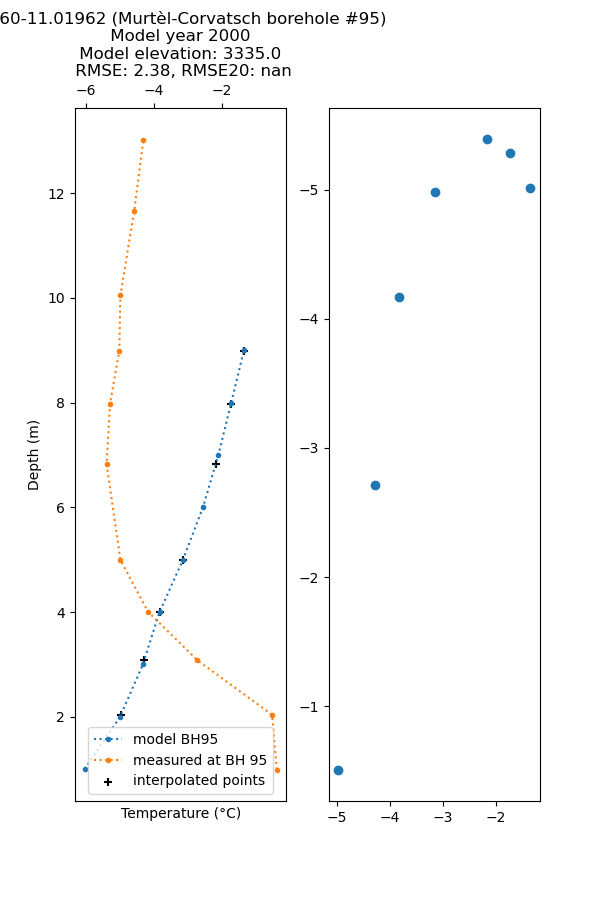 60-11.01962 (Murtèl-Corvatsch borehole #95)
Model year 2000
Model elevation: 3335.0
RMSE: 2.38, RMSE20: nan
−6 −4 −2
12
10
8
6
4
2
Depth (m)
model BH95
measured at BH 95
interpolated points
Temperature (°C)
−5
−4
−3
−2
−1
−5 −4 −3 −2